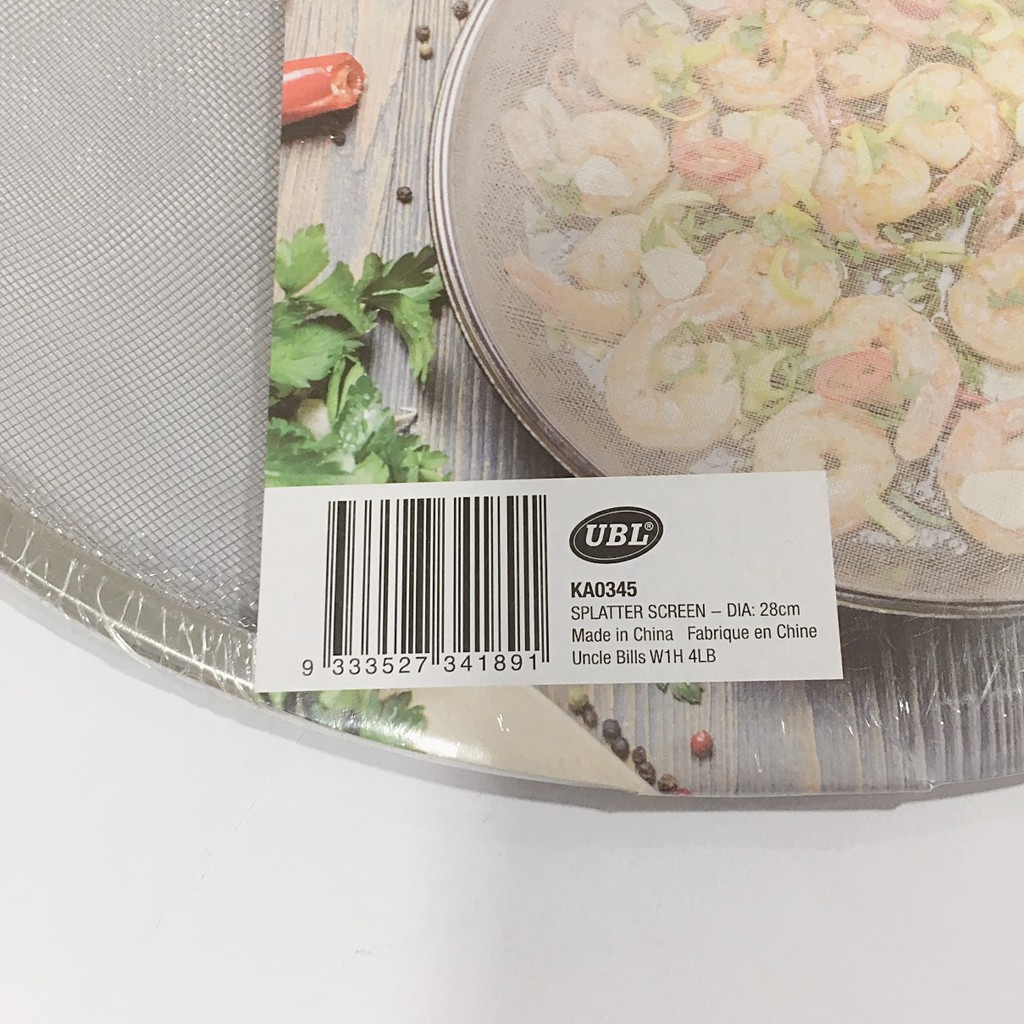 UBL®
KA0345
SPLATTER SCREEN – DIA: 28cm
Made in China Fabrique en Chine
Uncle Bills W1H 4LB
9 333527 341891